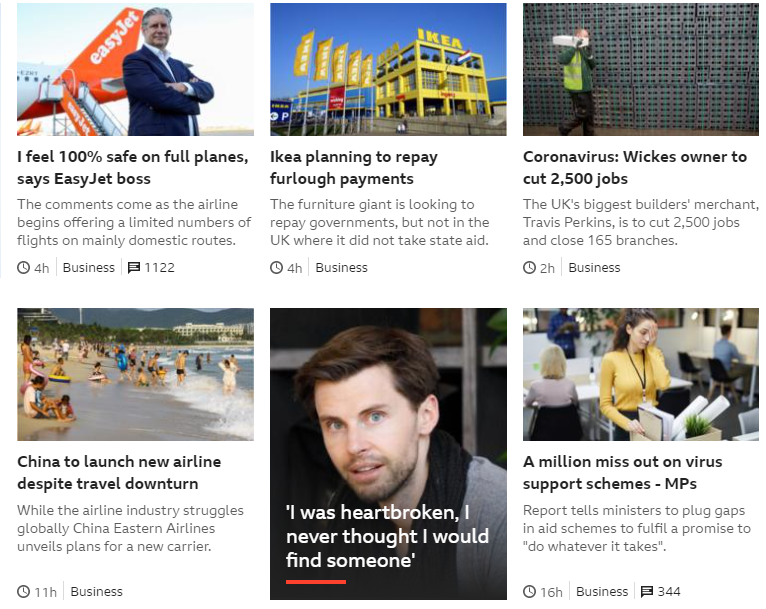 easyJet
easyJet
I feel 100% safe on full planes,
says EasyJet boss
The comments come as the airline
begins offering a limited numbers of
flights on mainly domestic routes.
4h
Business
1122
IKEA
IKEA
P
Ikea planning to repay
furlough payments
The furniture giant is looking to
repay governments, but not in the
UK where it did not take state aid.
4h
Business
Coronavirus: Wickes owner to
cut 2,500 jobs
The UK's biggest builders' merchant,
Travis Perkins, is to cut 2,500 jobs
and close 165 branches.
2h
Business
China to launch new airline
despite travel downturn
While the airline industry struggles
globally China Eastern Airlines
unveils plans for a new carrier.
11h
Business
'I was heartbroken, I
never thought I would
find someone'
A million miss out on virus
support schemes - MPs
Report tells ministers to plug gaps
in aid schemes to fulfil a promise to
"do whatever it takes".
16h
Business
344